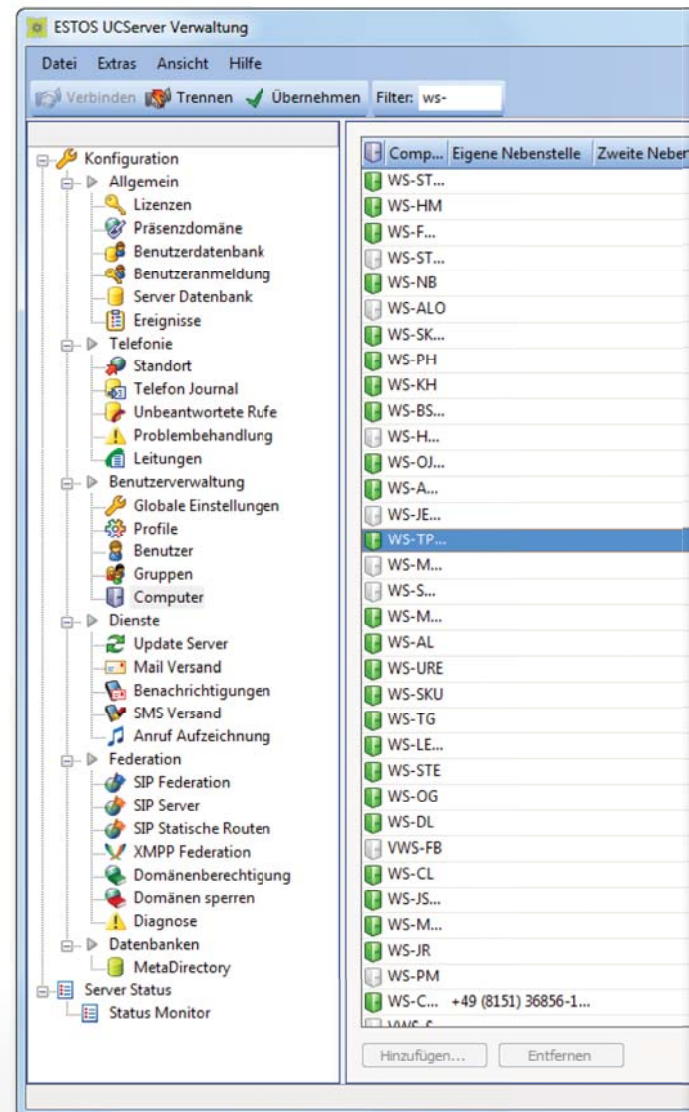 ESTOS UCServer Verwaltung
Datei Extras Ansicht Hilfe
Verbinden Trennen Übernehmen Filter: ws-
Konfiguration
Allgemein
Lizenzen
Präsenzdomäne
Benutzerdatenbank
Benutzeranmeldung
Server Datenbank
Ereignisse
Telefonie
Standort
Telefon Journal
Unbeantwortete Rufe
Problembehandlung
Leitungen
Benutzerverwaltung
Globale Einstellungen
Profile
Benutzer
Gruppen
Computer
Dienste
Update Server
Mail Versand
Benachrichtigungen
SMS Versand
Anruf Aufzeichnung
Federation
SIP Federation
SIP Server
SIP Statische Routen
XMPP Federation
Domänenberechtigung
Domänen sperren
Diagnose
Datenbanken
MetaDirectory
Server Status
Status Monitor
Comp... Eigene Nebenstelle Zweite Neben
WS-ST...
WS-HM
WS-F...
WS-ST...
WS-NB
WS-ALO
WS-SK...
WS-PH
WS-KH
WS-BS...
WS-H...
WS-OJ...
WS-A...
WS-JE...
WS-TP...
WS-M...
WS-S...
WS-M...
WS-AL
WS-URE
WS-SKU
WS-TG
WS-LE...
WS-STE
WS-OG
WS-DL
VWS-FB
WS-CL
WS-JS...
WS-M...
WS-JR
WS-PM
WS-C... +49 (8151) 36856-1...
Hinzufügen... Entfernen